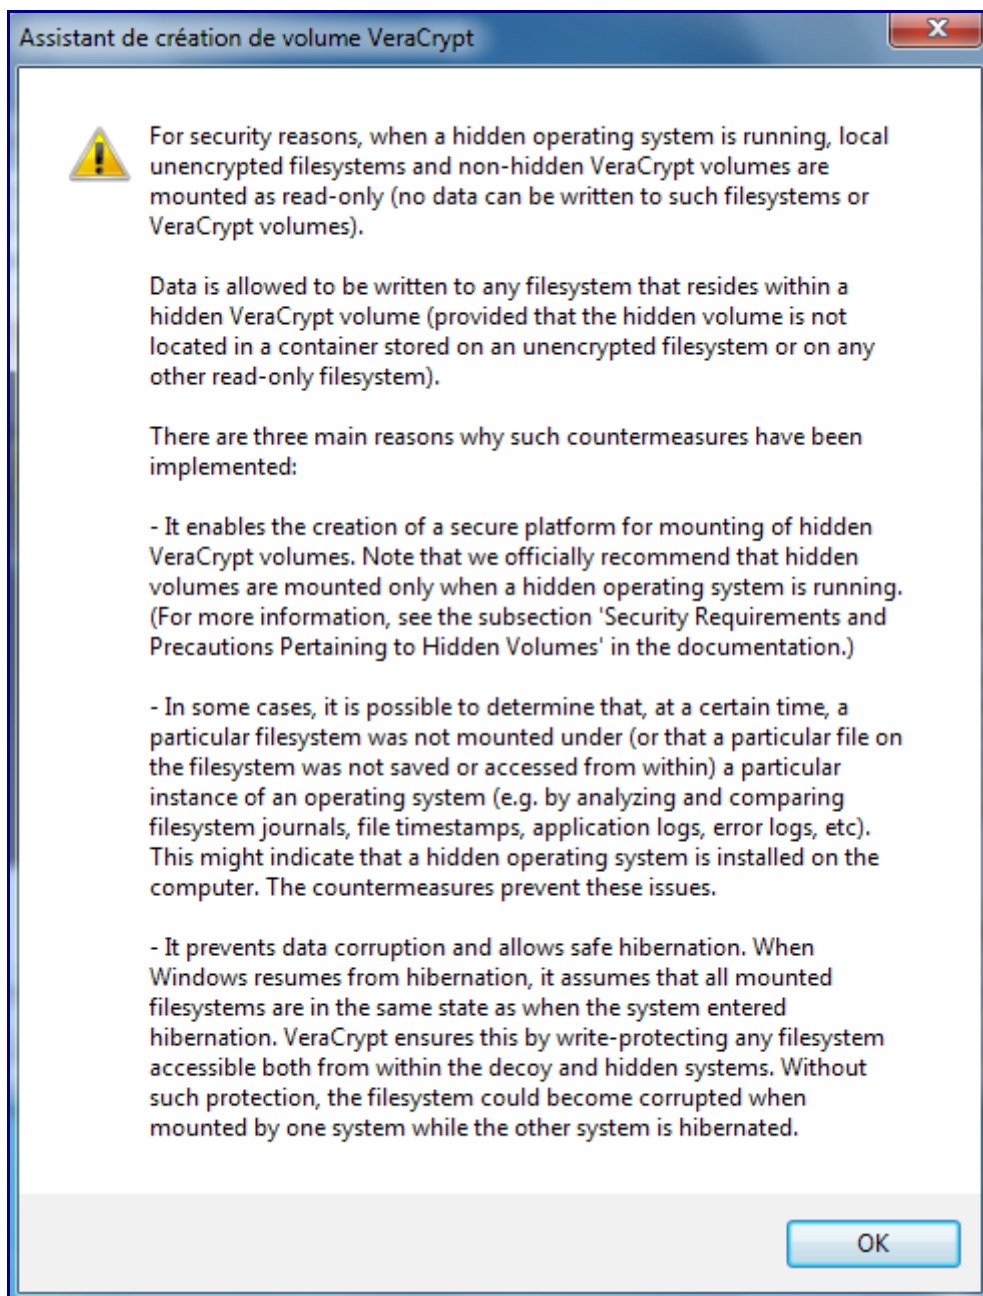 Assistant de création de volume VeraCrypt
For security reasons, when a hidden operating system is running, local
unencrypted filesystems and non-hidden VeraCrypt volumes are
mounted as read-only (no data can be written to such filesystems or
VeraCrypt volumes).
Data is allowed to be written to any filesystem that resides within a
hidden VeraCrypt volume (provided that the hidden volume is not
located in a container stored on an unencrypted filesystem or on any
other read-only filesystem).
There are three main reasons why such countermeasures have been
implemented:
- It enables the creation of a secure platform for mounting of hidden
VeraCrypt volumes. Note that we officially recommend that hidden
volumes are mounted only when a hidden operating system is running.
(For more information, see the subsection 'Security Requirements and
Precautions Pertaining to Hidden Volumes' in the documentation.)
- In some cases, it is possible to determine that, at a certain time, a
particular filesystem was not mounted under (or that a particular file on
the filesystem was not saved or accessed from within) a particular
instance of an operating system (e.g. by analyzing and comparing
filesystem journals, file timestamps, application logs, error logs, etc).
This might indicate that a hidden operating system is installed on the
computer. The countermeasures prevent these issues.
- It prevents data corruption and allows safe hibernation. When
Windows resumes from hibernation, it assumes that all mounted
filesystems are in the same state as when the system entered
hibernation. VeraCrypt ensures this by write-protecting any filesystem
accessible both from within the decoy and hidden systems. Without
such protection, the filesystem could become corrupted when
mounted by one system while the other system is hibernated.
OK